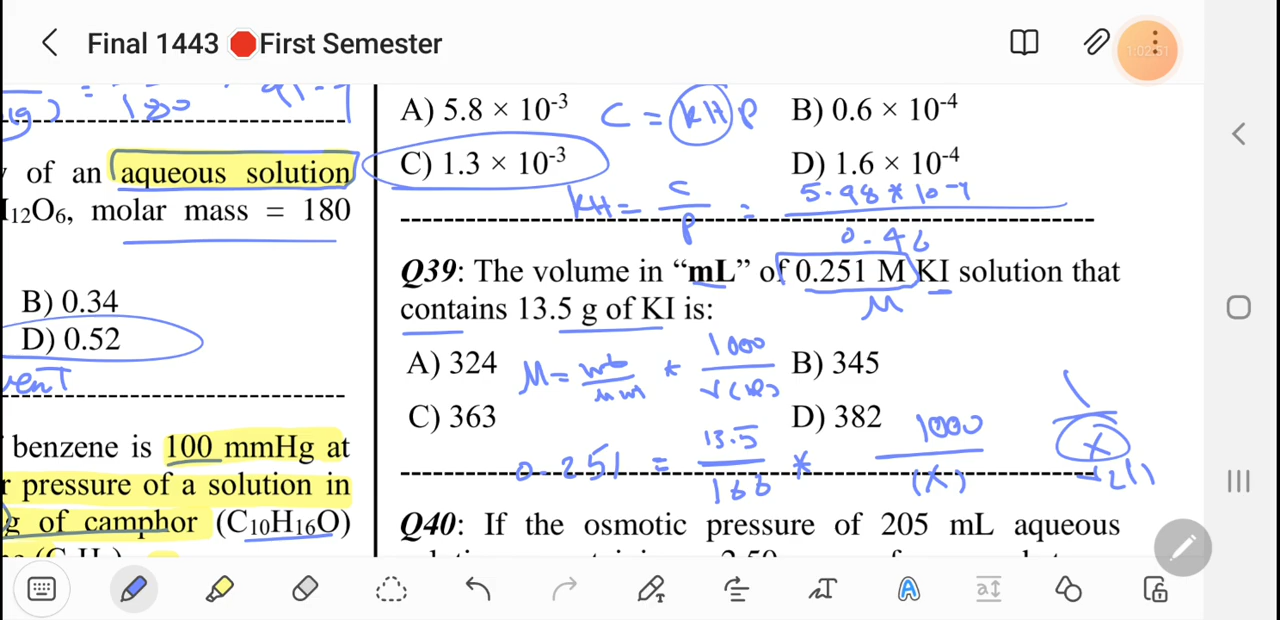 Final 1443 🛑First Semester
1:02:51
of an aqueous solution
12O6, molar mass = 180
B) 0.34
D) 0.52
benzene is 100 mmHg at
r pressure of a solution in
g of camphor (C10H16O)
A) 5.8 × 10-3
C = kH P
B) 0.6 × 10-4
C) 1.3 × 10-3
D) 1.6 × 10-4
kH = C / P = 5.98 * 10-4 / 0.46
Q39: The volume in “mL” of 0.251 M KI solution that
contains 13.5 g of KI is:
M
A) 324
M = wt / Mm * 1000 / V(ml)
B) 345
C) 363
D) 382
0.251 = 13.5 / 166 * 1000 / (X)
Q40: If the osmotic pressure of 205 mL aqueous